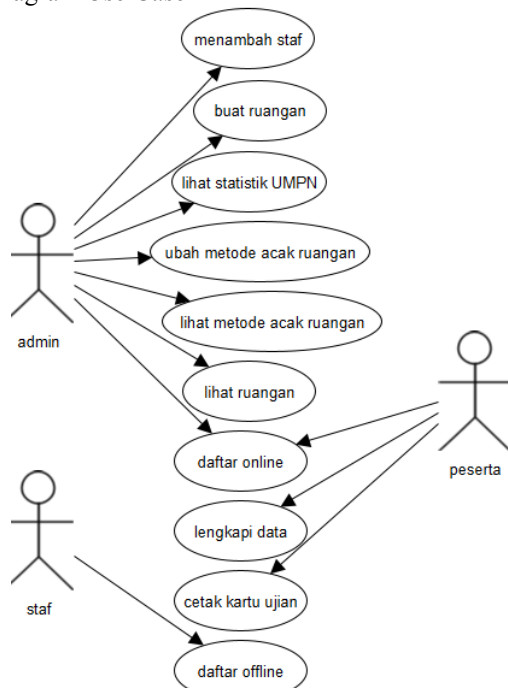 menambah staf
buat ruangan
lihat statistik UMPN
ubah metode acak ruangan
lihat metode acak ruangan
admin
lihat ruangan
daftar online
peserta
lengkapi data
cetak kartu ujian
staf
daftar offline